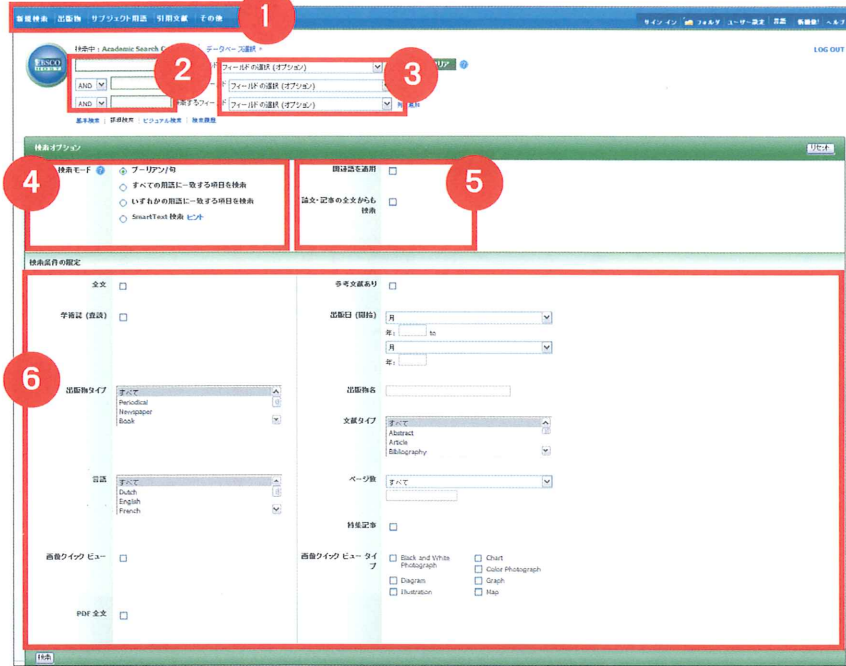 新規検索 出版物 サブジェクト用語 引用文献 その他
1
サイン イン フォルダ ユーザー設定 言語 新機能! ヘルプ
LOG OUT
EBSCO
HOST
検索中: Academic Search
データベース選択 »
2
3
フィールドの選択 (オプション)
クリア
AND
フィールドの選択 (オプション)
AND
検索するフィールド
フィールドの選択 (オプション)
基本検索 詳細検索 ビジュアル検索 検索履歴
検索オプション
リセット
4
検索モード
ブーリアン/句
すべての用語に一致する項目を検索
いずれかの用語に一致する項目を検索
SmartText 検索 ヒント
5
関連語を適用
論文・記事の全文からも
検索
検索条件の限定
6
全文
参考文献あり
学術誌 (査読)
出版日 (開始)
月
年: to
月
年:
出版物タイプ
すべて
Periodical
Newspaper
Book
出版物名
文献タイプ
すべて
Abstract
Article
Bibliography
言語
すべて
Dutch
English
French
ページ数
すべて
特集記事
画像クイック ビュー
画像クイック ビュー タイ
プ
Black and White
Photograph
Chart
Color Photograph
Diagram
Graph
Illustration
Map
PDF 全文
検索